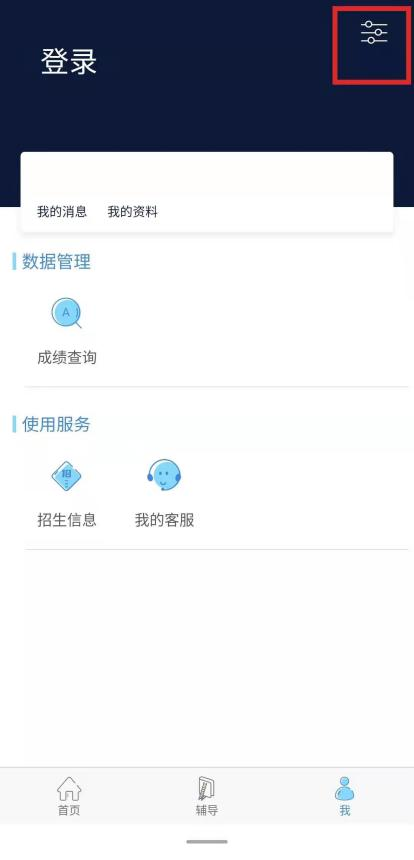 登录
我的消息 我的资料
数据管理
A
成绩查询
使用服务
招
招生信息 我的客服
首页 辅导 我